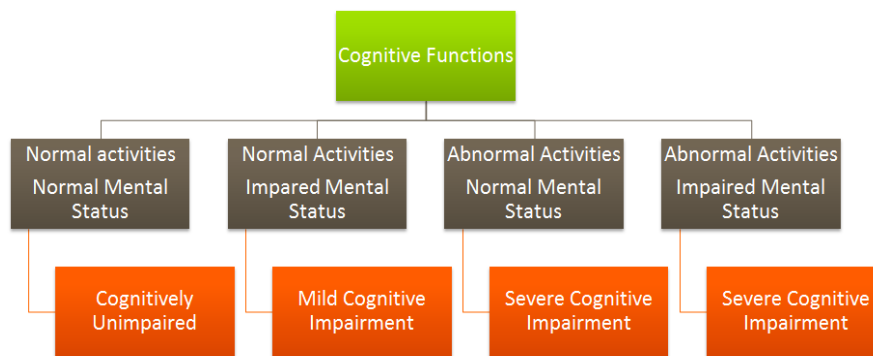 Cognitive Functions
Normal activities
Normal Mental
Status
Normal Activities
Impared Mental
Status
Abnormal Activities
Normal Mental
Status
Abnormal Activities
Impaired Mental
Status
Cognitively
Unimpaired
Mild Cognitive
Impairment
Severe Cognitive
Impairment
Severe Cognitive
Impairment